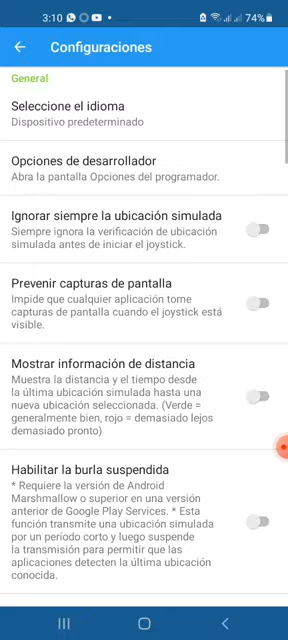 3:10
74%
Configuraciones
General
Seleccione el idioma
Dispositivo predeterminado
Opciones de desarrollador
Abra la pantalla Opciones del programador.
Ignorar siempre la ubicación simulada
Siempre ignora la verificación de ubicación
simulada antes de iniciar el joystick.
Prevenir capturas de pantalla
Impide que cualquier aplicación tome
capturas de pantalla cuando el joystick está
visible.
Mostrar información de distancia
Muestra la distancia y el tiempo desde
la última ubicación simulada hasta una
nueva ubicación seleccionada. (Verde =
generalmente bien, rojo = demasiado lejos
demasiado pronto)
Habilitar la burla suspendida
* Requiere la versión de Android
Marshmallow o superior en una versión
anterior de Google Play Services. * Esta
función transmite una ubicación simulada
por un período corto y luego suspende
la transmisión para permitir que las
aplicaciones detecten la última ubicación
conocida.